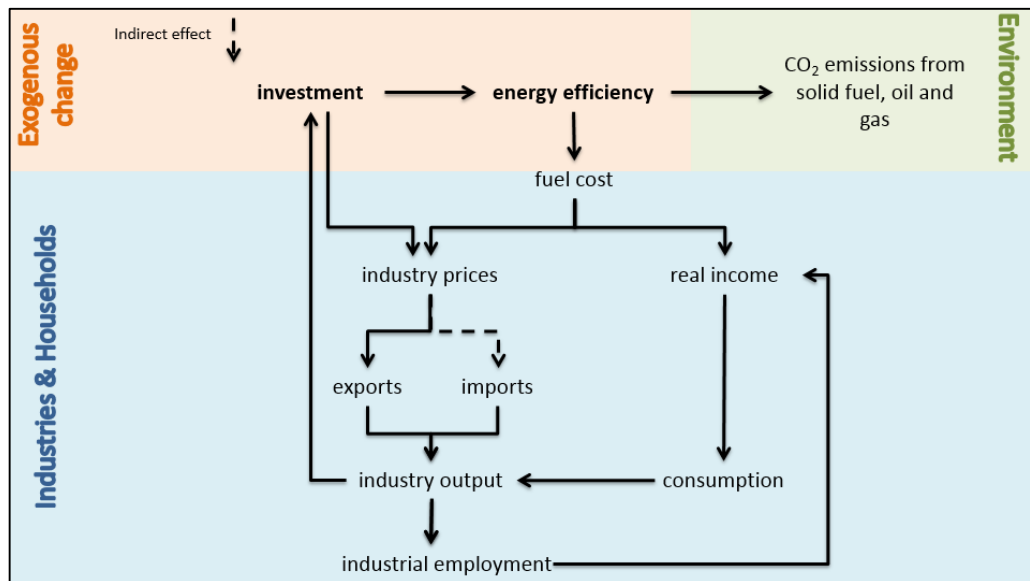 Exogenous
change
Indirect effect
investment
energy efficiency
CO₂ emissions from
solid fuel, oil and
gas
Environment
Industries & Households
fuel cost
industry prices
real income
exports
imports
industry output
consumption
industrial employment